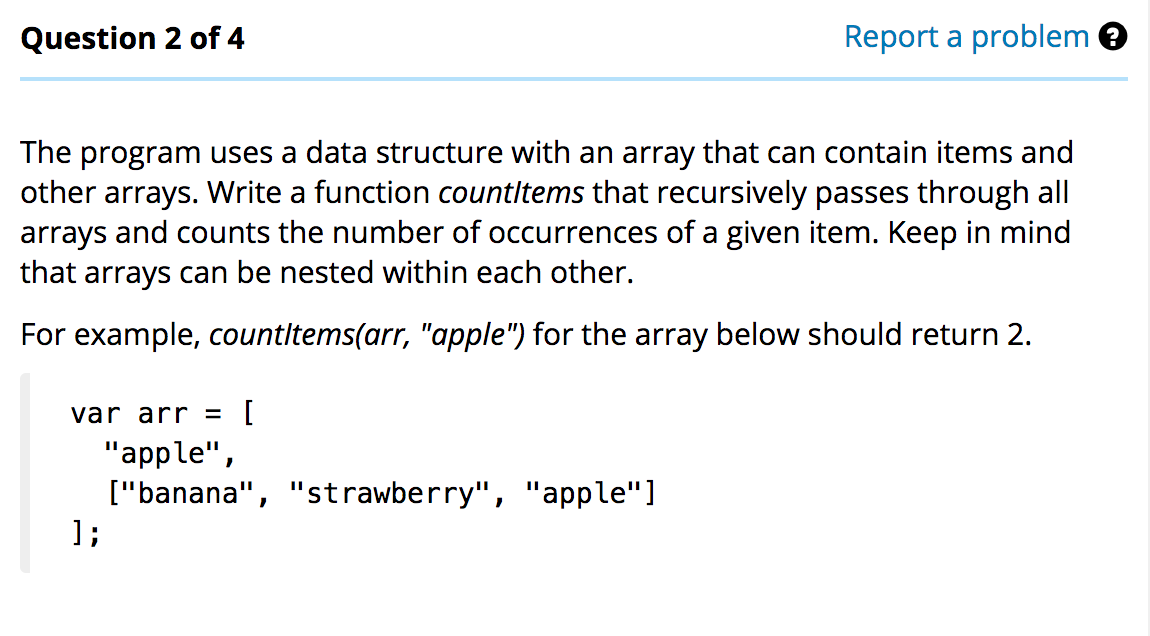 Question 2 of 4
Report a problem ?
The program uses a data structure with an array that can contain items and
other arrays. Write a function countItems that recursively passes through all
arrays and counts the number of occurrences of a given item. Keep in mind
that arrays can be nested within each other.
For example, countItems(arr, "apple") for the array below should return 2.
var arr = [
  "apple",
  ["banana", "strawberry", "apple"]
];